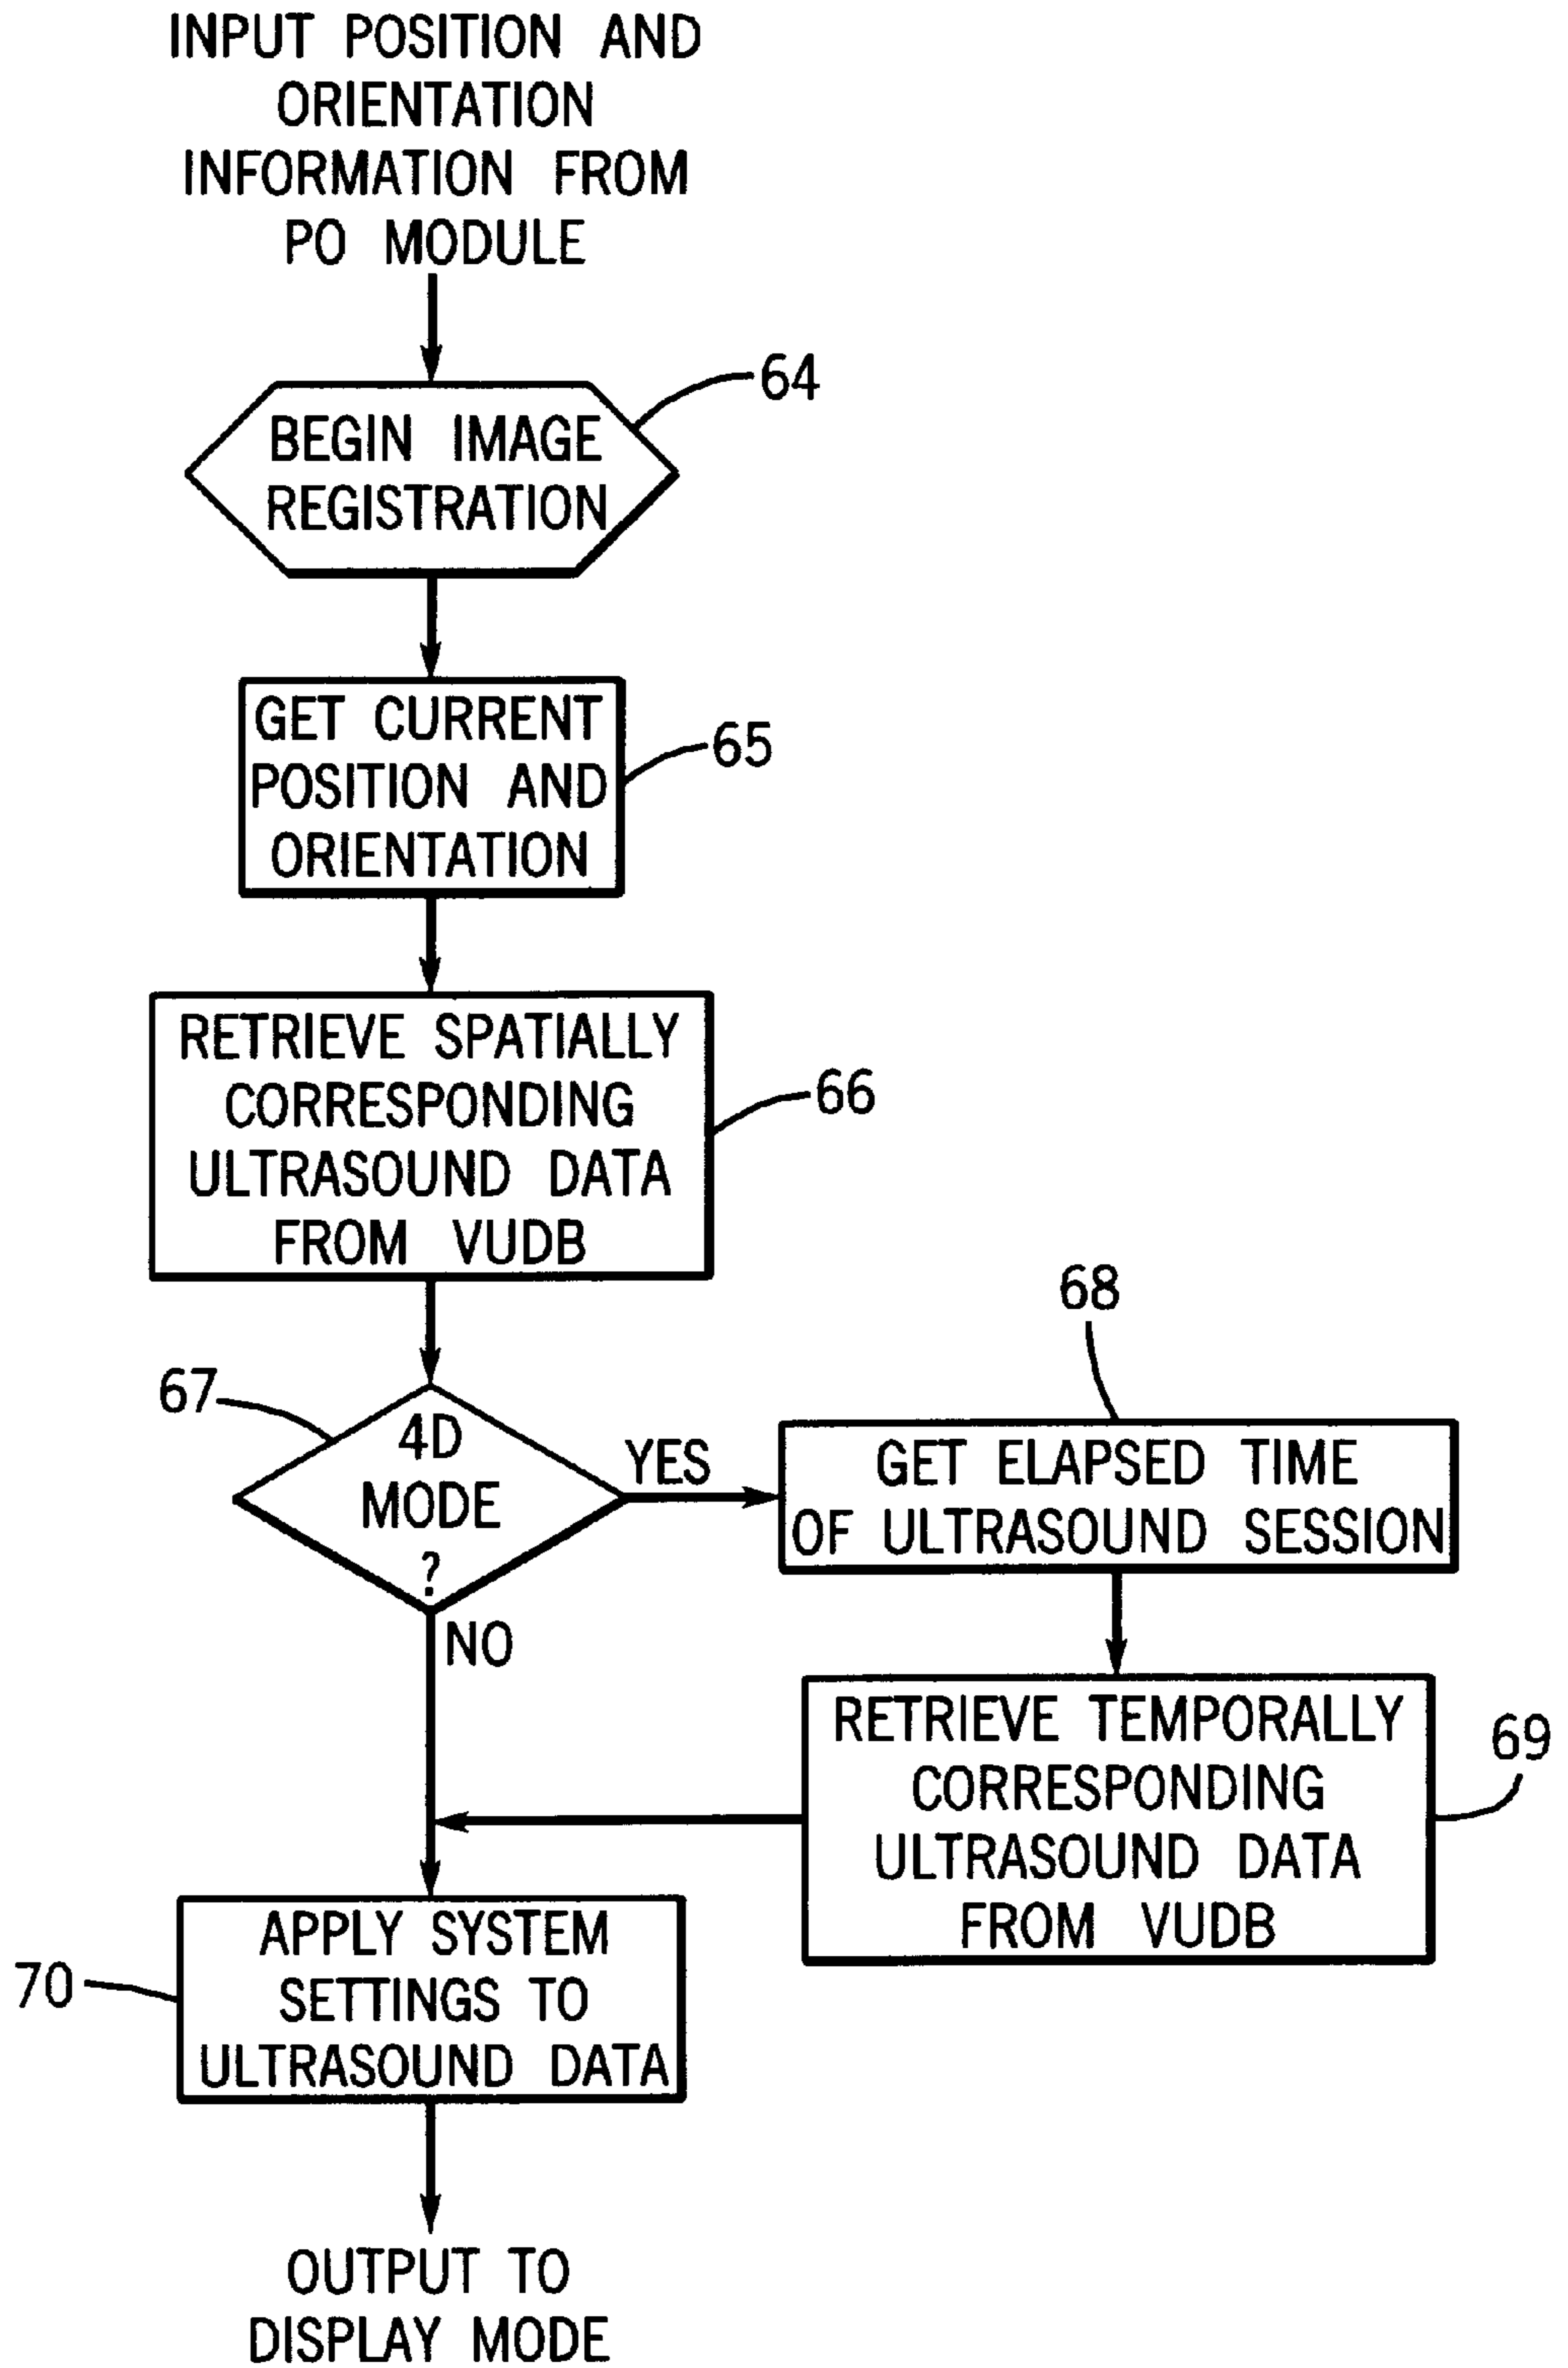 INPUT POSITION AND
ORIENTATION
INFORMATION FROM
PO MODULE
64
BEGIN IMAGE
REGISTRATION
65
GET CURRENT
POSITION AND
ORIENTATION
66
RETRIEVE SPATIALLY
CORRESPONDING
ULTRASOUND DATA
FROM VUDB
67
4D
MODE
?
YES
NO
68
GET ELAPSED TIME
OF ULTRASOUND SESSION
69
RETRIEVE TEMPORALLY
CORRESPONDING
ULTRASOUND DATA
FROM VUDB
70
APPLY SYSTEM
SETTINGS TO
ULTRASOUND DATA
OUTPUT TO
DISPLAY MODE